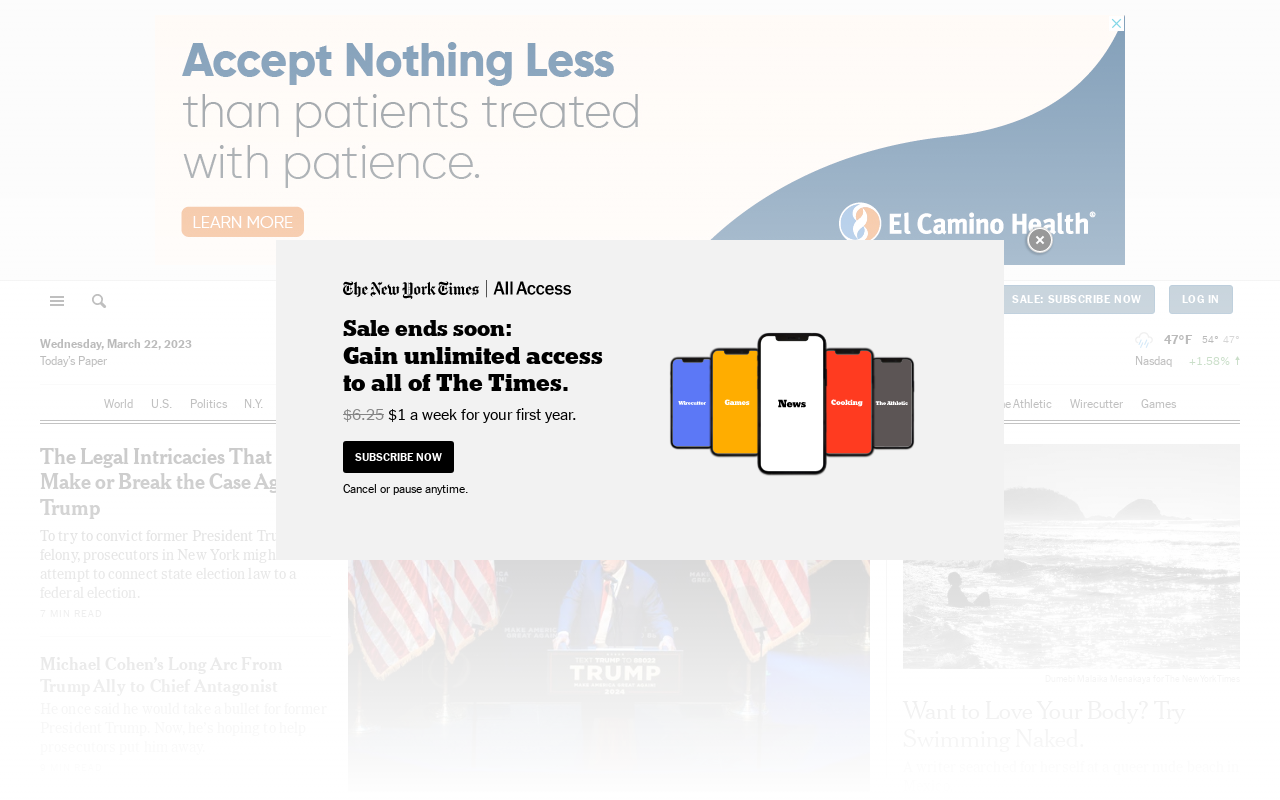 Accept Nothing Less
than patients treated
with patience.
LEARN MORE
El Camino Health®
The New York Times | All Access
Sale ends soon:
Gain unlimited access
to all of The Times.
$6.25 $1 a week for your first year.
SUBSCRIBE NOW
Cancel or pause anytime.
Wirecutter
Games
News
Cooking
The Athletic
SALE: SUBSCRIBE NOW
LOG IN
Wednesday, March 22, 2023
Today's Paper
47°F 54° 47°
Nasdaq +1.58% ↑
World U.S. Politics N.Y.
Athletic Wirecutter Games
The Legal Intricacies That
Make or Break the Case
Trump
To try to convict former President
felony, prosecutors in New York
attempt to connect state election law to a
federal election.
7 MIN READ
Michael Cohen's Long Arc From
Trump Ally to Chief Antagonist
He once said he would take a bullet for former
President Trump. Now, he's hoping to help
prosecutors put him away.
TRUMP
2024
Want to Love Your Body? Try
Swimming Naked.